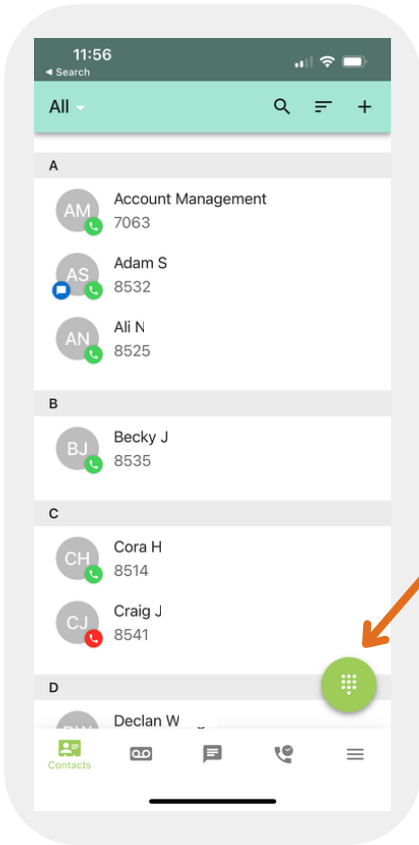 11:56
◀ Search
All
A
AM
Account Management
7063
AS
Adam S
8532
AN
Ali N
8525
B
BJ
Becky J
8535
C
CH
Cora H
8514
CJ
Craig J
8541
D
DW
Declan W
Contacts